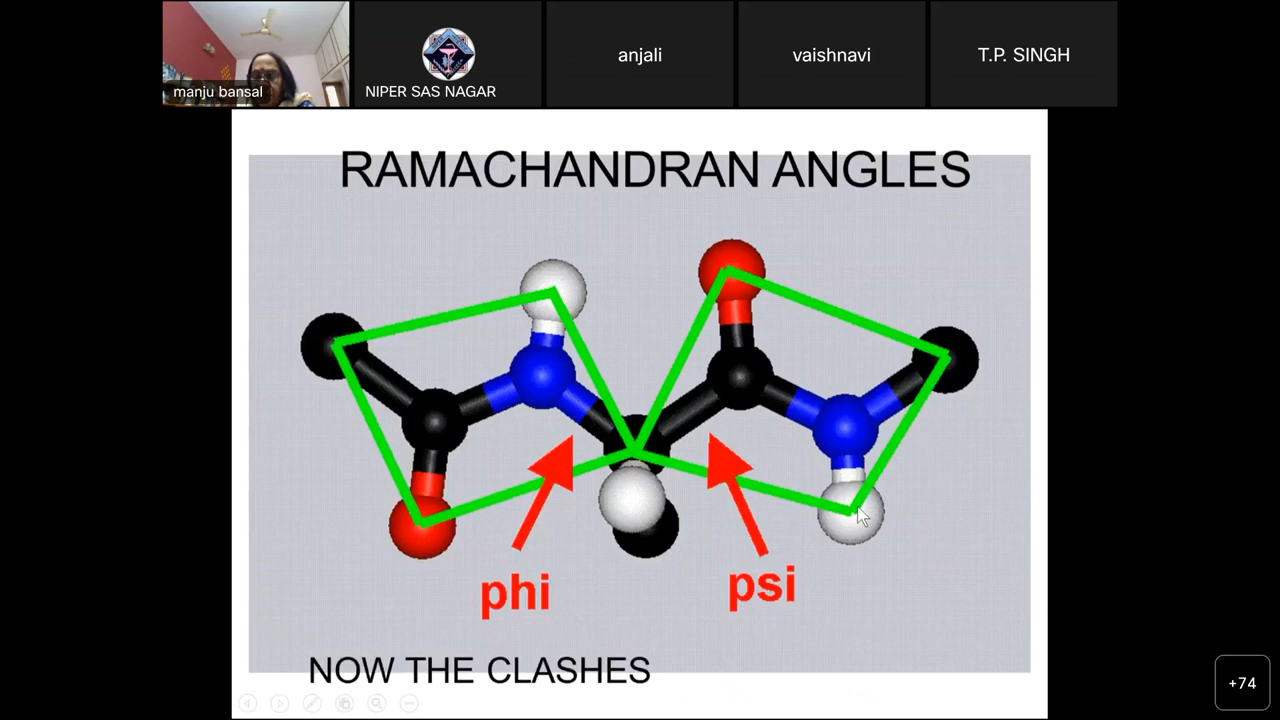 manju bansal
NIPER SAS NAGAR
anjali
vaishnavi
T.P. SINGH
RAMACHANDRAN ANGLES
phi
psi
NOW THE CLASHES
+74